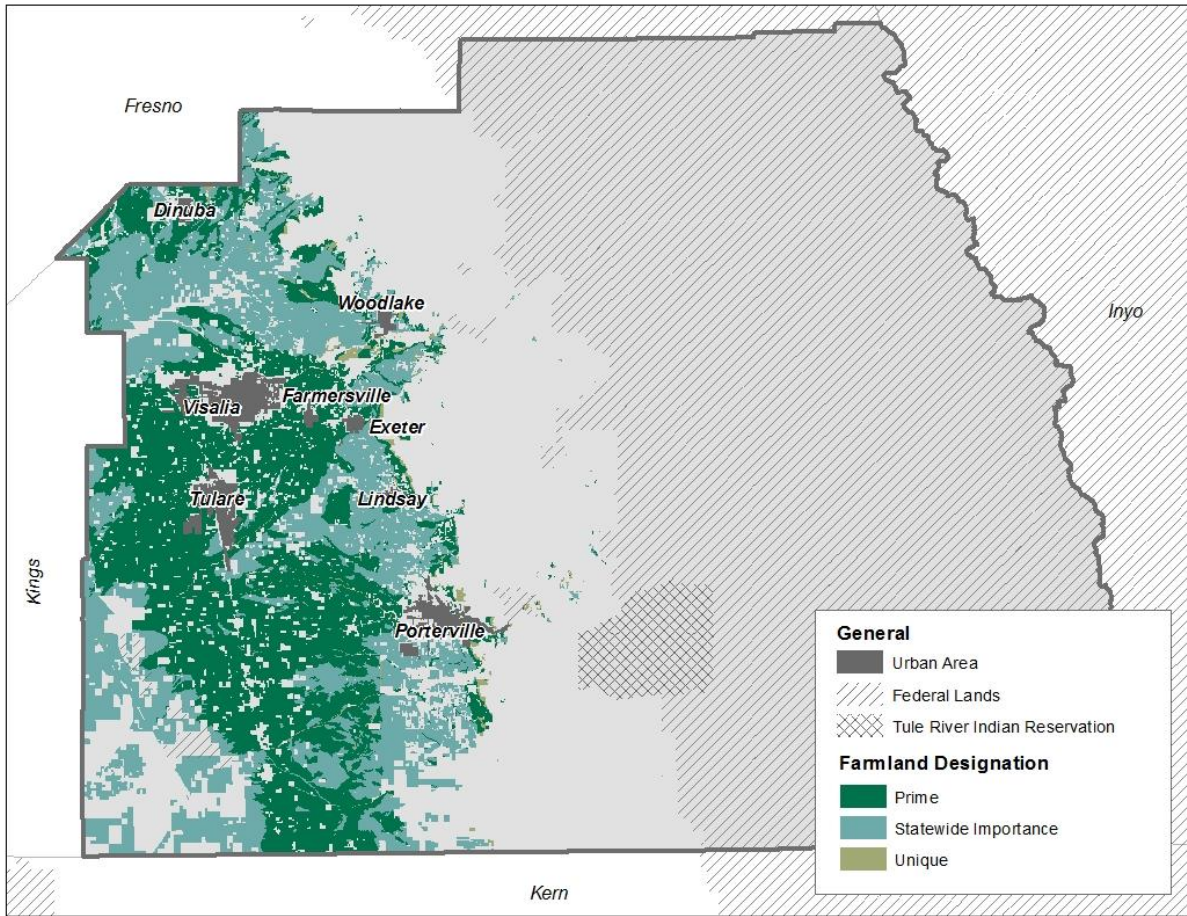 Fresno
Dinuba
Woodlake
Inyo
Visalia
Farmersville
Exeter
Tulare
Lindsay
Kings
Porterville
Kern
General
Urban Area
Federal Lands
Tule River Indian Reservation
Farmland Designation
Prime
Statewide Importance
Unique